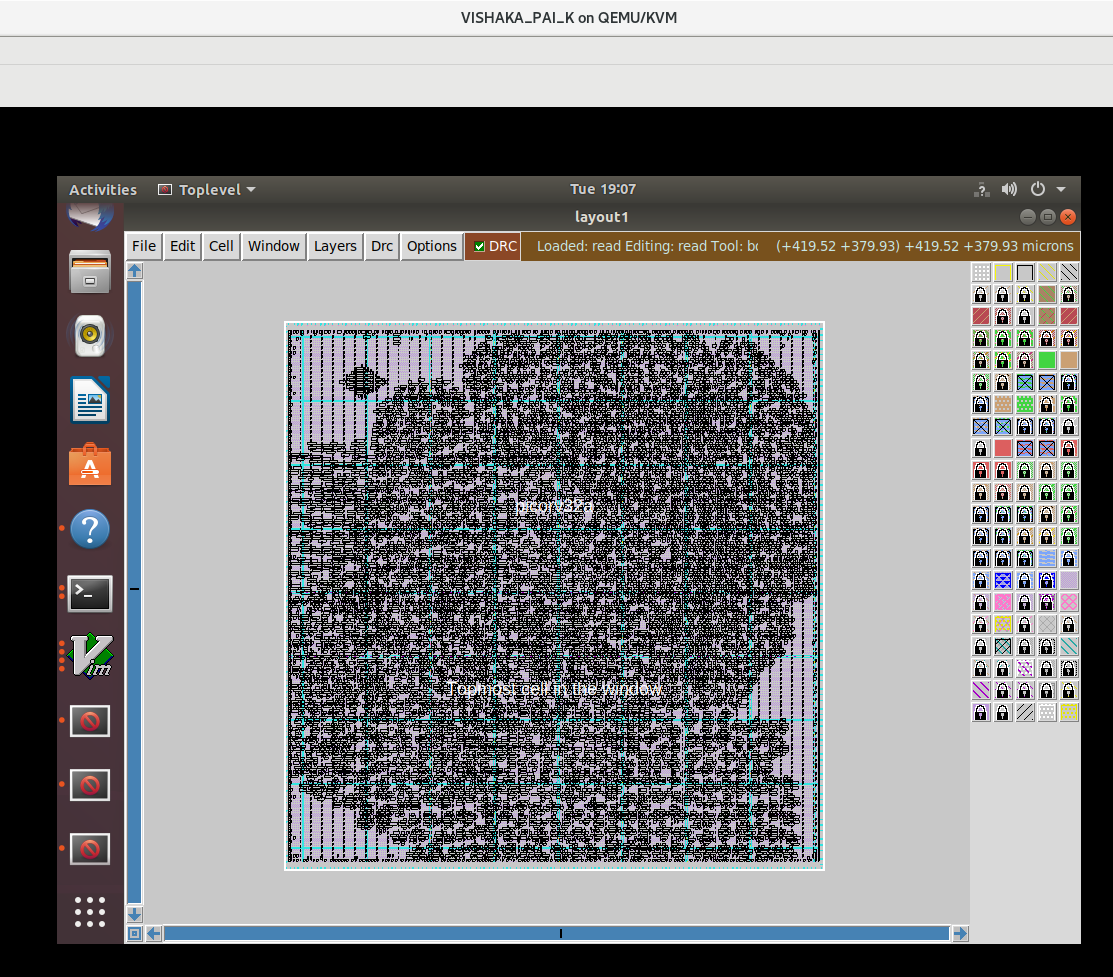 VISHAKA_PAI_K on QEMU/KVM
Activities Toplevel Tue 19:07
layout1
File Edit Cell Window Layers Drc Options DRC Loaded: read Editing: read Tool: bo (+419.52 +379.93) +419.52 +379.93 microns
picorv32a
Topmost cell in the window